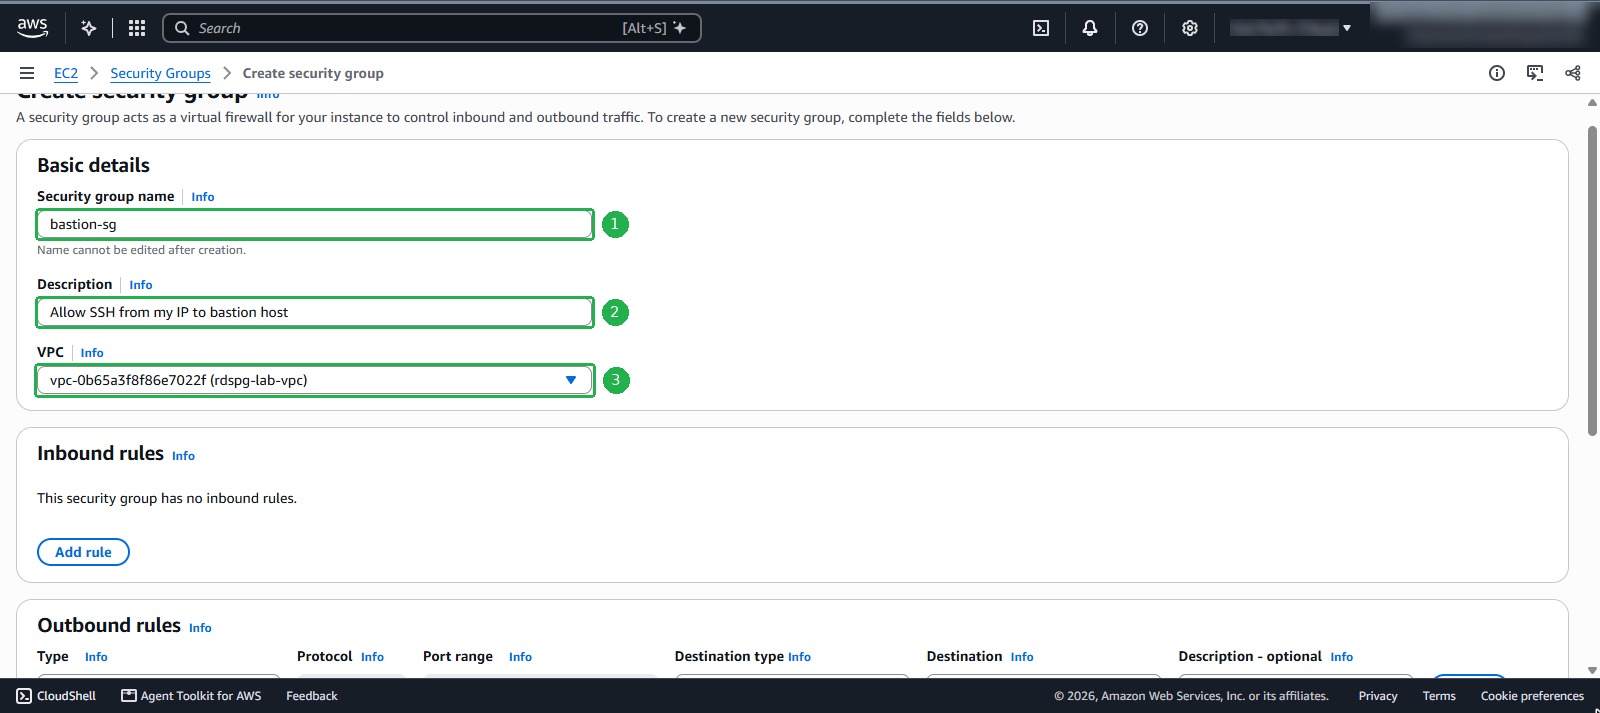 aws
Search [Alt+S]
EC2 > Security Groups > Create security group
Create security group Info
A security group acts as a virtual firewall for your instance to control inbound and outbound traffic. To create a new security group, complete the fields below.
Basic details
Security group name Info
bastion-sg 1
Name cannot be edited after creation.
Description Info
Allow SSH from my IP to bastion host 2
VPC Info
vpc-0b65a3f8f86e7022f (rdspg-lab-vpc) 3
Inbound rules Info
This security group has no inbound rules.
Add rule
Outbound rules Info
Type Info Protocol Info Port range Info Destination type Info Destination Info Description - optional Info
CloudShell Agent Toolkit for AWS Feedback © 2026, Amazon Web Services, Inc. or its affiliates. Privacy Terms Cookie preferences